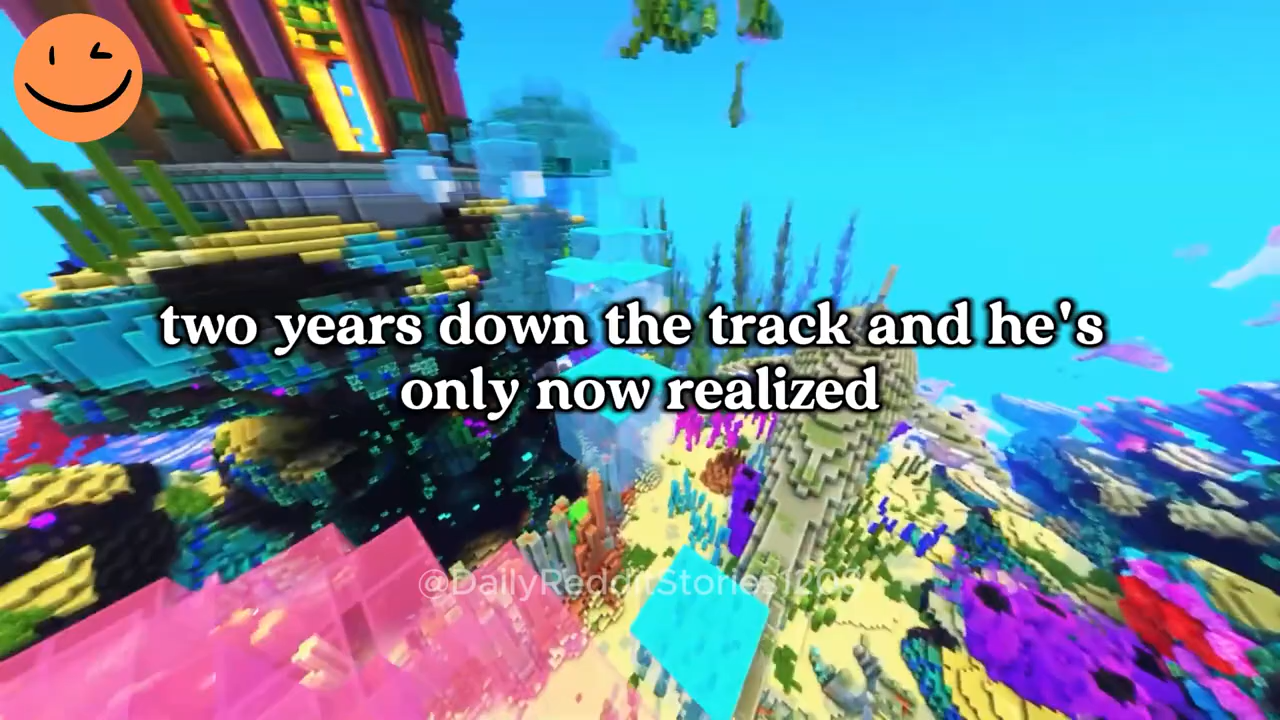 two years down the track and he's
only now realized